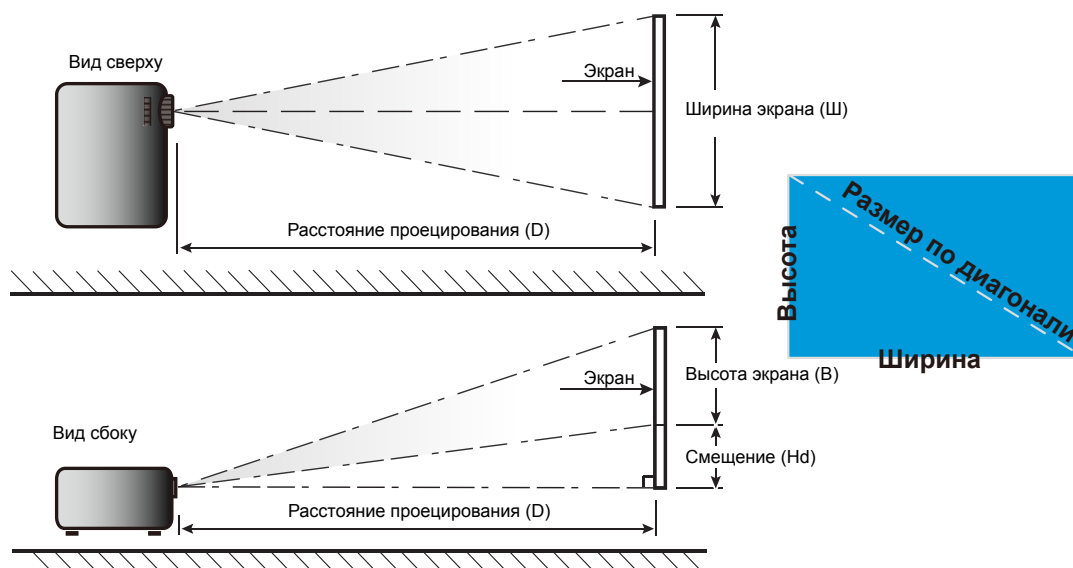 Вид сверху
Экран
Ширина экрана (Ш)
Расстояние проецирования (D)
Высота
Размер по диагонали
Ширина
Вид сбоку
Экран
Высота экрана (В)
Смещение (Hd)
Расстояние проецирования (D)